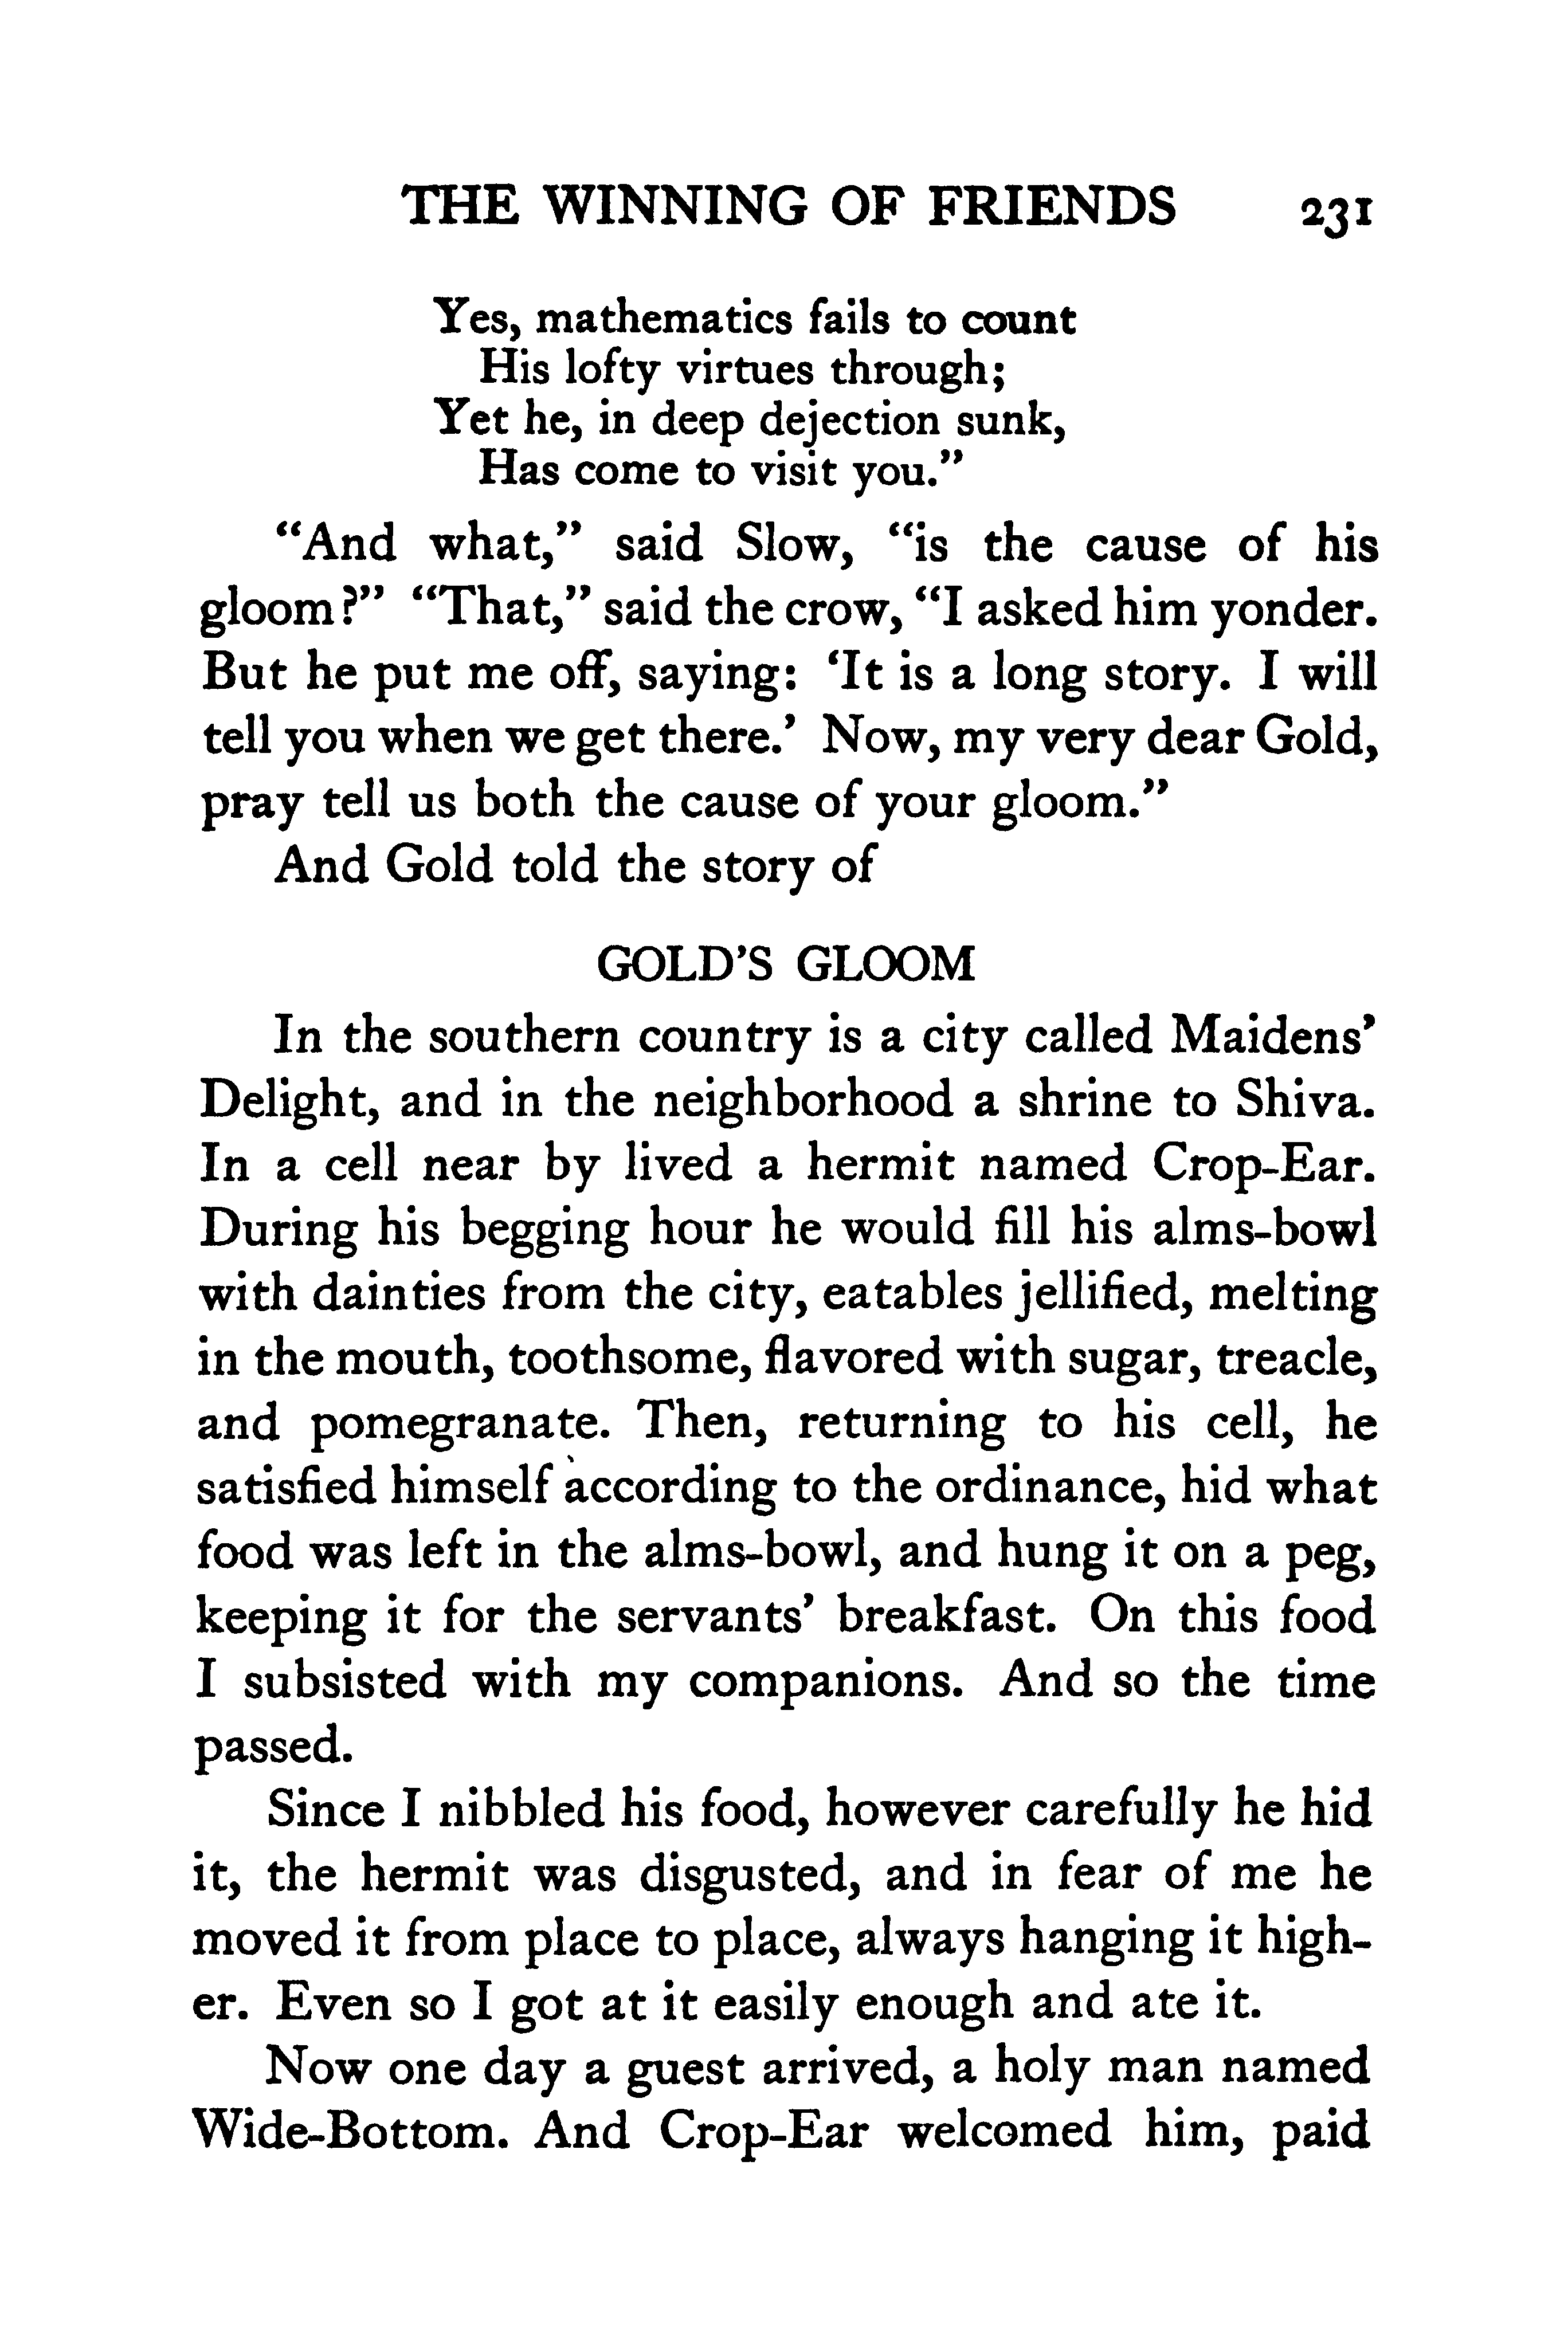 THE WINNING OF FRIENDS 231
Yes, mathematics fails to count
His lofty virtues through;
Yet he, in deep dejection sunk,
Has come to visit you.”
“And what,” said Slow, “is the cause of his
gloom?” “That,” said the crow, “I asked him yonder.
But he put me off, saying: ‘It is a long story. I will
tell you when we get there.’ Now, my very dear Gold,
pray tell us both the cause of your gloom.”
And Gold told the story of
GOLD’S GLOOM
In the southern country is a city called Maidens’
Delight, and in the neighborhood a shrine to Shiva.
In a cell near by lived a hermit named Crop-Ear.
During his begging hour he would fill his alms-bowl
with dainties from the city, eatables jellified, melting
in the mouth, toothsome, flavored with sugar, treacle,
and pomegranate. Then, returning to his cell, he
satisfied himself according to the ordinance, hid what
food was left in the alms-bowl, and hung it on a peg,
keeping it for the servants’ breakfast. On this food
I subsisted with my companions. And so the time
passed.
Since I nibbled his food, however carefully he hid
it, the hermit was disgusted, and in fear of me he
moved it from place to place, always hanging it high-
er. Even so I got at it easily enough and ate it.
Now one day a guest arrived, a holy man named
Wide-Bottom. And Crop-Ear welcomed him, paid